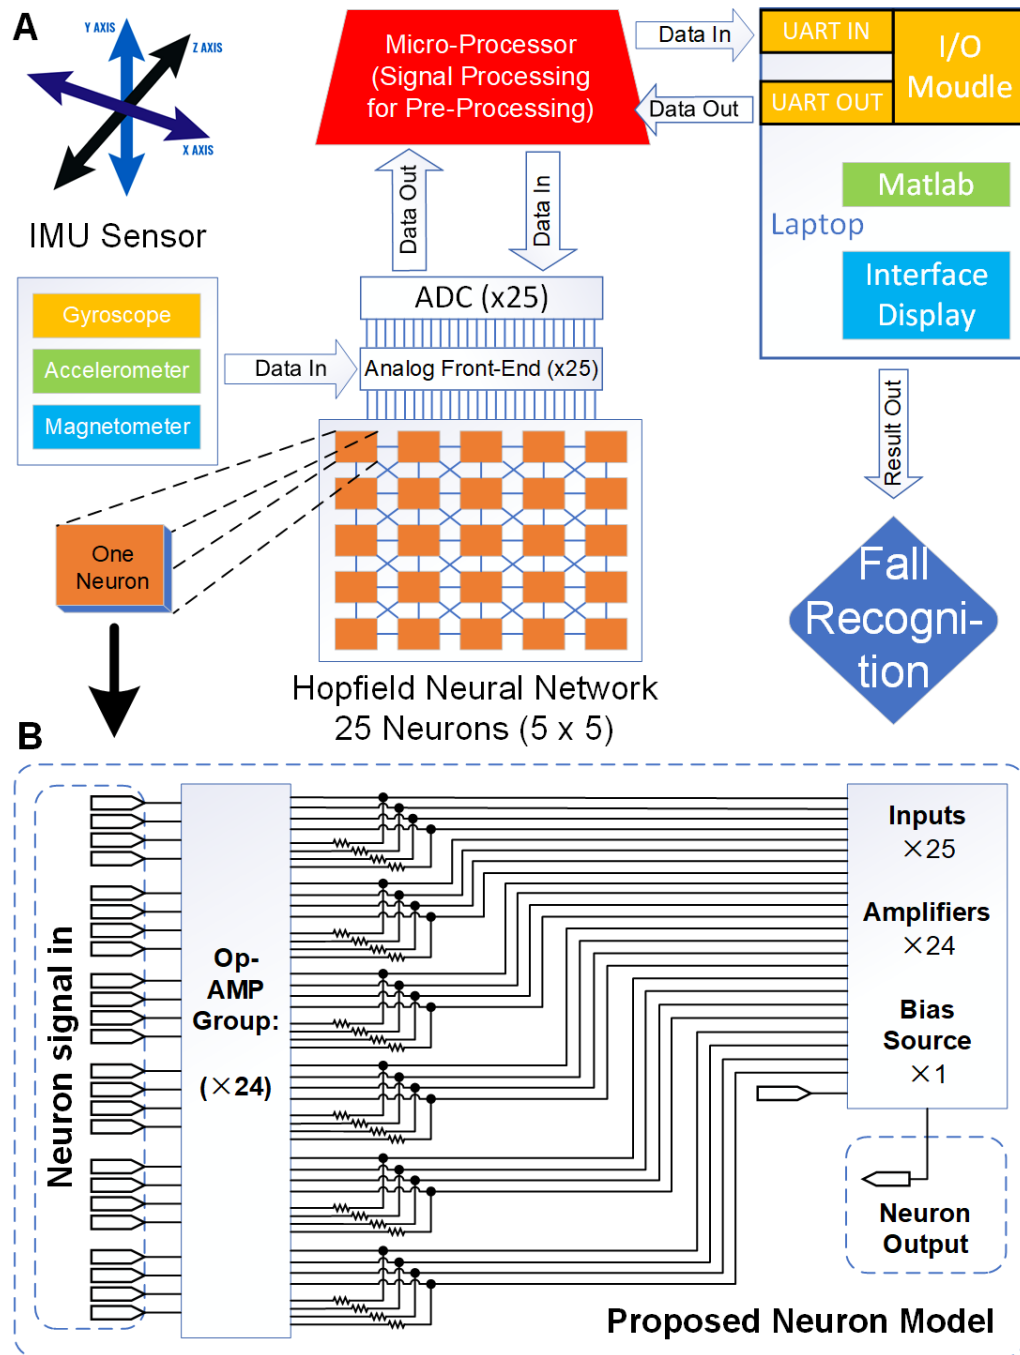 A
Y AXIS
Z AXIS
X AXIS
IMU Sensor
Gyroscope
Accelerometer
Magnetometer
Data In
Micro-Processor
(Signal Processing
for Pre-Processing)
Data In
Data Out
UART IN
UART OUT
I/O
Moudle
Matlab
Laptop
Interface
Display
Data Out
Data In
ADC (x25)
Analog Front-End (x25)
Result Out
Fall
Recogni-
tion
One
Neuron
Hopfield Neural Network
25 Neurons (5 x 5)
B
Neuron signal in
Op-
AMP
Group:
(×24)
Inputs
×25
Amplifiers
×24
Bias
Source
×1
Neuron
Output
Proposed Neuron Model